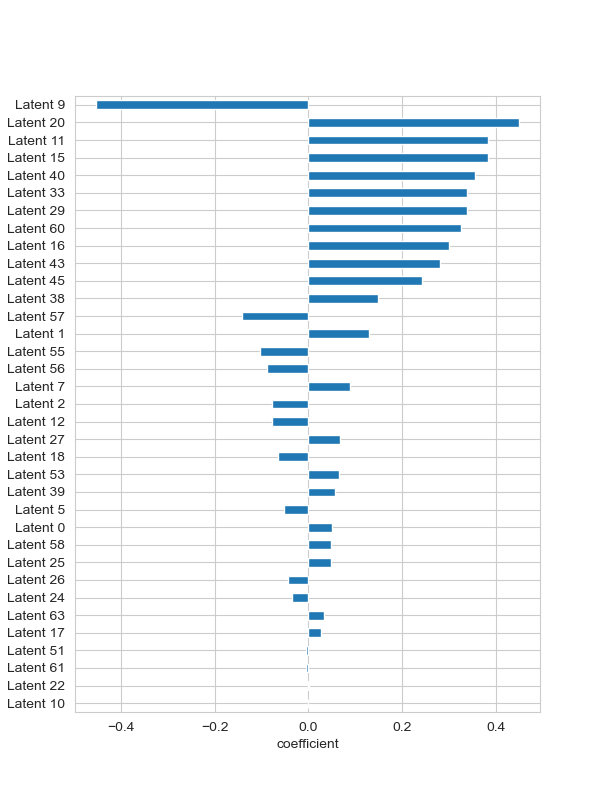 Latent 9
Latent 20
Latent 11
Latent 15
Latent 40
Latent 33
Latent 29
Latent 60
Latent 16
Latent 43
Latent 45
Latent 38
Latent 57
Latent 1
Latent 55
Latent 56
Latent 7
Latent 2
Latent 12
Latent 27
Latent 18
Latent 53
Latent 39
Latent 5
Latent 0
Latent 58
Latent 25
Latent 26
Latent 24
Latent 63
Latent 17
Latent 51
Latent 61
Latent 22
Latent 10
−0.4 −0.2 0.0 0.2 0.4
coefficient